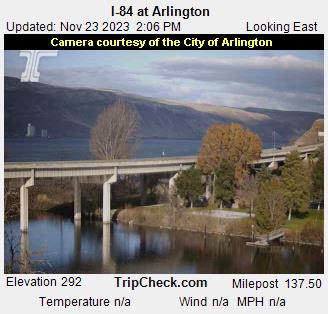 I-84 at Arlington
Updated: Nov 23 2023 2:06 PM Looking East
Camera courtesy of the City of Arlington
Elevation 292 TripCheck.com Milepost 137.50
Temperature n/a Wind n/a MPH n/a